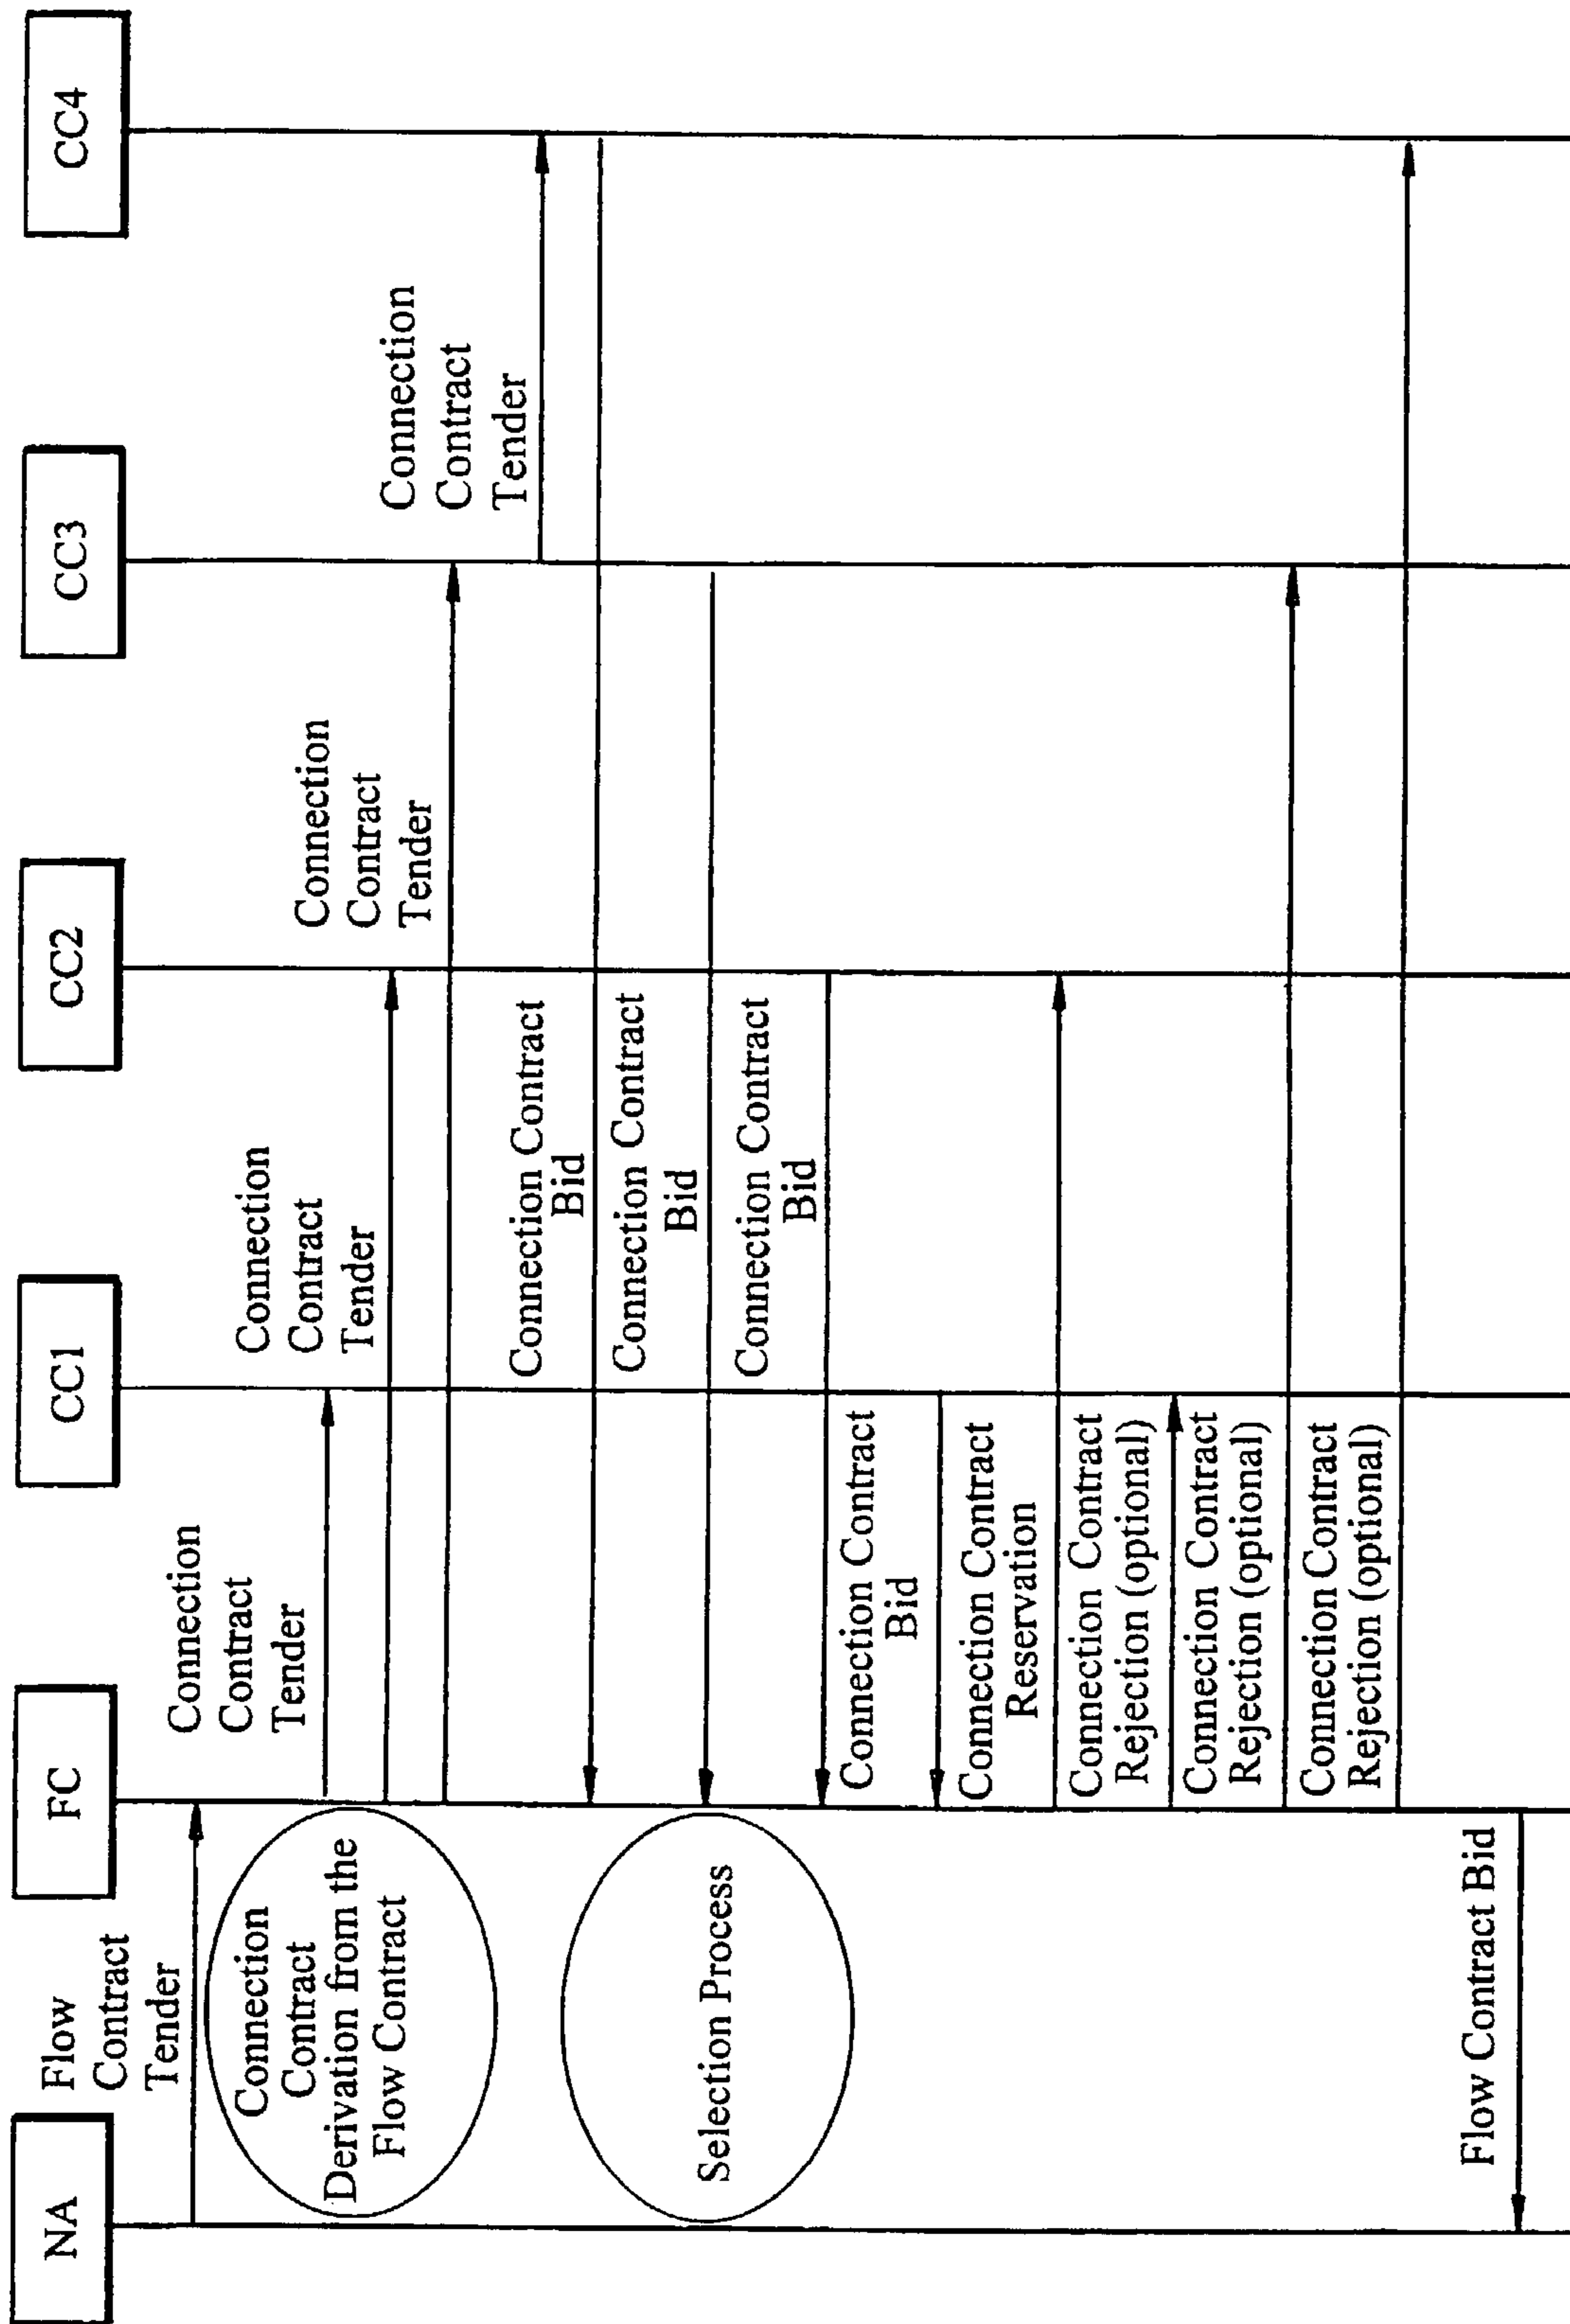 NA
FC
CC1
CC2
CC3
CC4
Flow
Contract
Tender
Connection
Contract
Derivation from the
Flow Contract
Connection
Contract
Tender
Connection
Contract
Tender
Connection
Contract
Tender
Connection
Contract
Tender
Connection Contract
Bid
Selection Process
Connection Contract
Bid
Connection Contract
Bid
Connection Contract
Bid
Connection Contract
Reservation
Connection Contract
Rejection (optional)
Connection Contract
Rejection (optional)
Connection Contract
Rejection (optional)
Flow Contract Bid